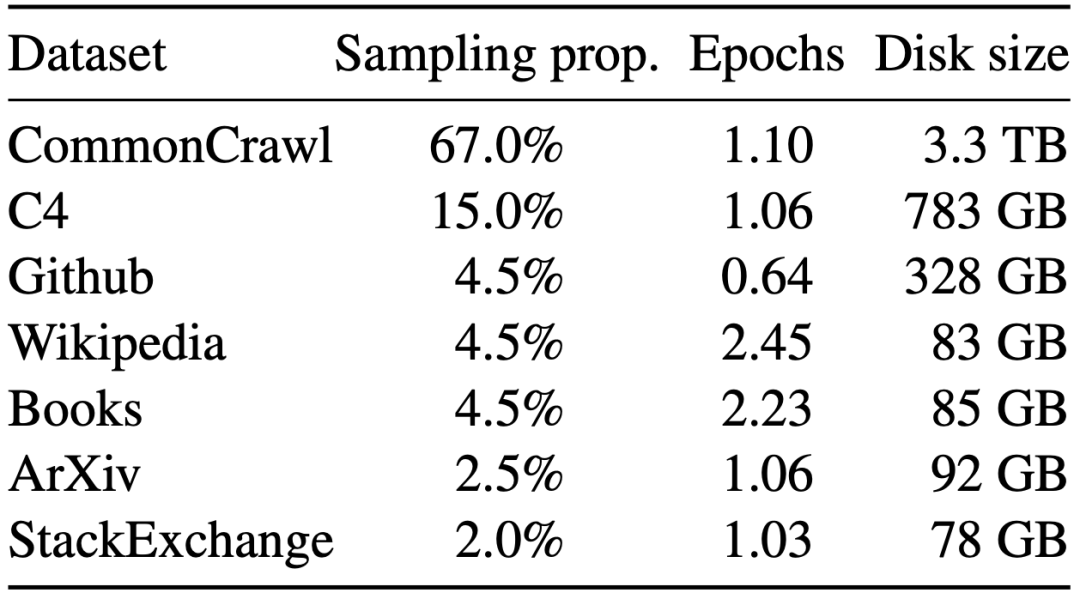 Dataset Sampling prop. Epochs Disk size
CommonCrawl 67.0% 1.10 3.3 TB
C4 15.0% 1.06 783 GB
Github 4.5% 0.64 328 GB
Wikipedia 4.5% 2.45 83 GB
Books 4.5% 2.23 85 GB
ArXiv 2.5% 1.06 92 GB
StackExchange 2.0% 1.03 78 GB